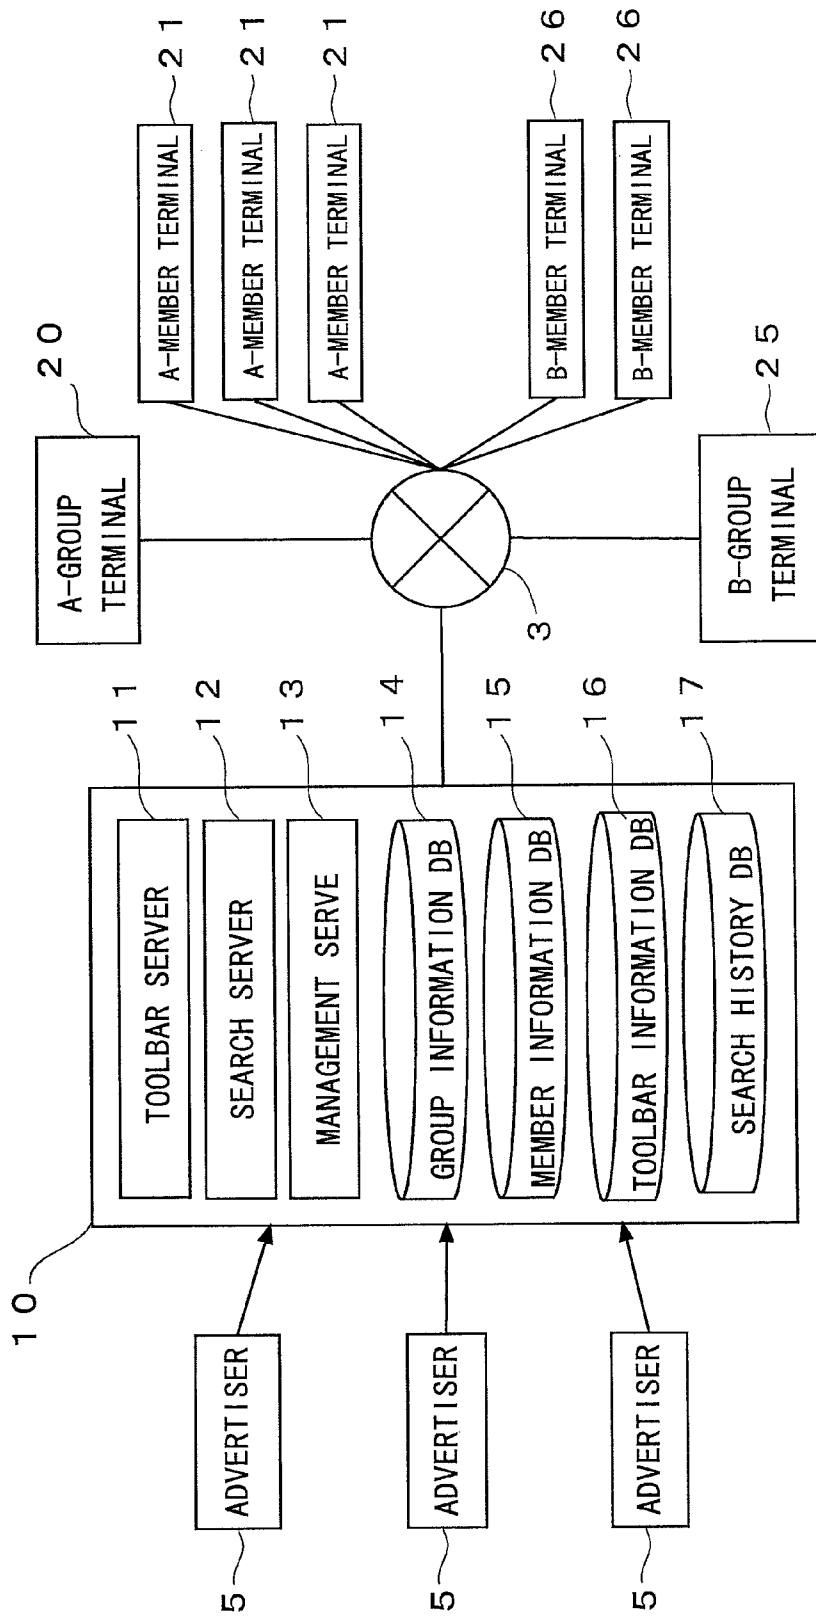 10
ADVERTISER
5
ADVERTISER
5
ADVERTISER
5
TOOLBAR SERVER
11
SEARCH SERVER
12
MANAGEMENT SERVE
13
GROUP INFORMATION DB
14
MEMBER INFORMATION DB
15
TOOLBAR INFORMATION DB
16
SEARCH HISTORY DB
17
3
A-GROUP
TERMINAL
20
A-MEMBER TERMINAL
21
A-MEMBER TERMINAL
21
A-MEMBER TERMINAL
21
B-MEMBER TERMINAL
26
B-MEMBER TERMINAL
26
B-GROUP
TERMINAL
25